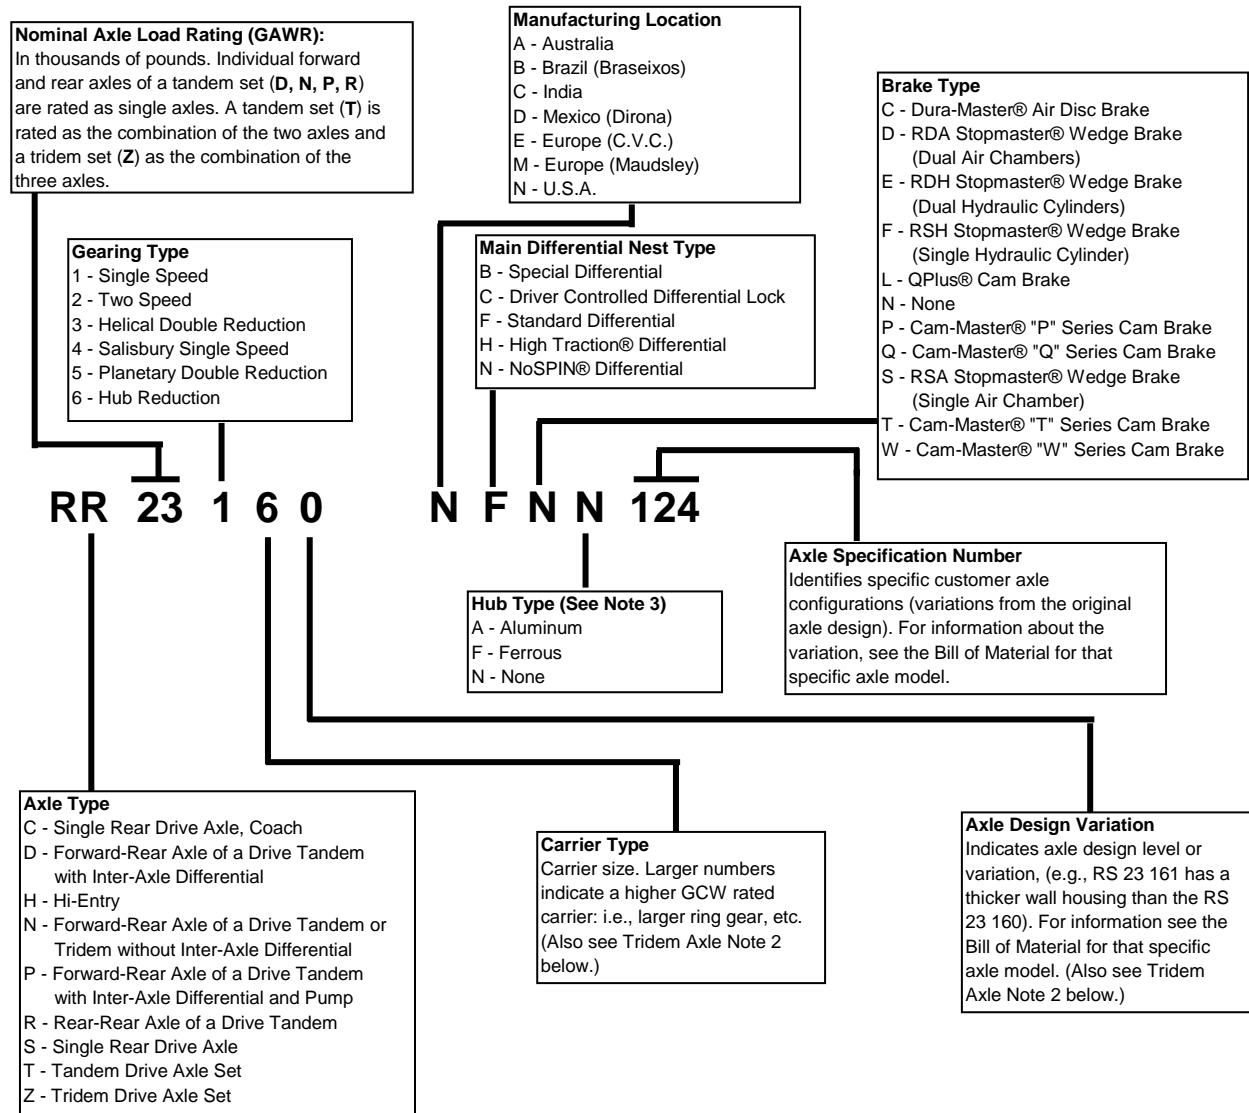 Nominal Axle Load Rating (GAWR):
In thousands of pounds. Individual forward
and rear axles of a tandem set (D, N, P, R)
are rated as single axles. A tandem set (T) is
rated as the combination of the two axles and
a tridem set (Z) as the combination of the
three axles.
Manufacturing Location
A - Australia
B - Brazil (Braseixos)
C - India
D - Mexico (Dirona)
E - Europe (C.V.C.)
M - Europe (Maudsley)
N - U.S.A.
Brake Type
C - Dura-Master® Air Disc Brake
D - RDA Stopmaster® Wedge Brake
(Dual Air Chambers)
E - RDH Stopmaster® Wedge Brake
(Dual Hydraulic Cylinders)
F - RSH Stopmaster® Wedge Brake
(Single Hydraulic Cylinder)
L - QPlus® Cam Brake
N - None
P - Cam-Master® "P" Series Cam Brake
Q - Cam-Master® "Q" Series Cam Brake
S - RSA Stopmaster® Wedge Brake
(Single Air Chamber)
T - Cam-Master® "T" Series Cam Brake
W - Cam-Master® "W" Series Cam Brake
Gearing Type
1 - Single Speed
2 - Two Speed
3 - Helical Double Reduction
4 - Salisbury Single Speed
5 - Planetary Double Reduction
6 - Hub Reduction
Main Differential Nest Type
B - Special Differential
C - Driver Controlled Differential Lock
F - Standard Differential
H - High Traction® Differential
N - NoSPIN® Differential
RR 23 1 6 0 N F N N 124
Hub Type (See Note 3)
A - Aluminum
F - Ferrous
N - None
Axle Specification Number
Identifies specific customer axle
configurations (variations from the original
axle design). For information about the
variation, see the Bill of Material for that
specific axle model.
Axle Type
C - Single Rear Drive Axle, Coach
D - Forward-Rear Axle of a Drive Tandem
with Inter-Axle Differential
H - Hi-Entry
N - Forward-Rear Axle of a Drive Tandem or
Tridem without Inter-Axle Differential
P - Forward-Rear Axle of a Drive Tandem
with Inter-Axle Differential and Pump
R - Rear-Rear Axle of a Drive Tandem
S - Single Rear Drive Axle
T - Tandem Drive Axle Set
Z - Tridem Drive Axle Set
Carrier Type
Carrier size. Larger numbers
indicate a higher GCW rated
carrier: i.e., larger ring gear, etc.
(Also see Tridem Axle Note 2
below.)
Axle Design Variation
Indicates axle design level or
variation, (e.g., RS 23 161 has a
thicker wall housing than the RS
23 160). For information see the
Bill of Material for that specific
axle model. (Also see Tridem
Axle Note 2 below.)